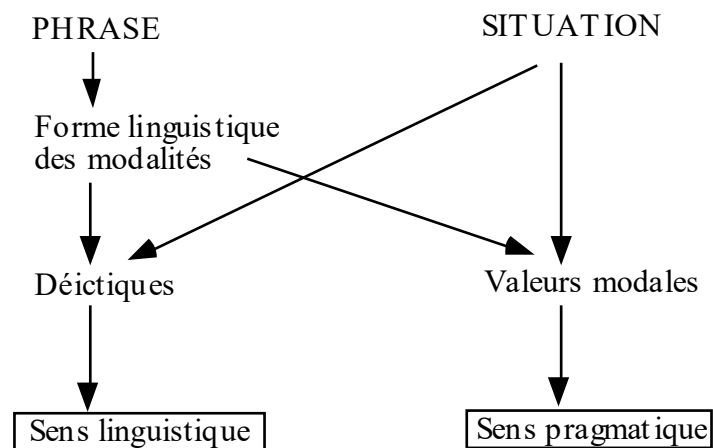 PHRASE
SITUATION
Forme linguistique
des modalités
Déictiques
Valeurs modales
Sens linguistique
Sens pragmatique